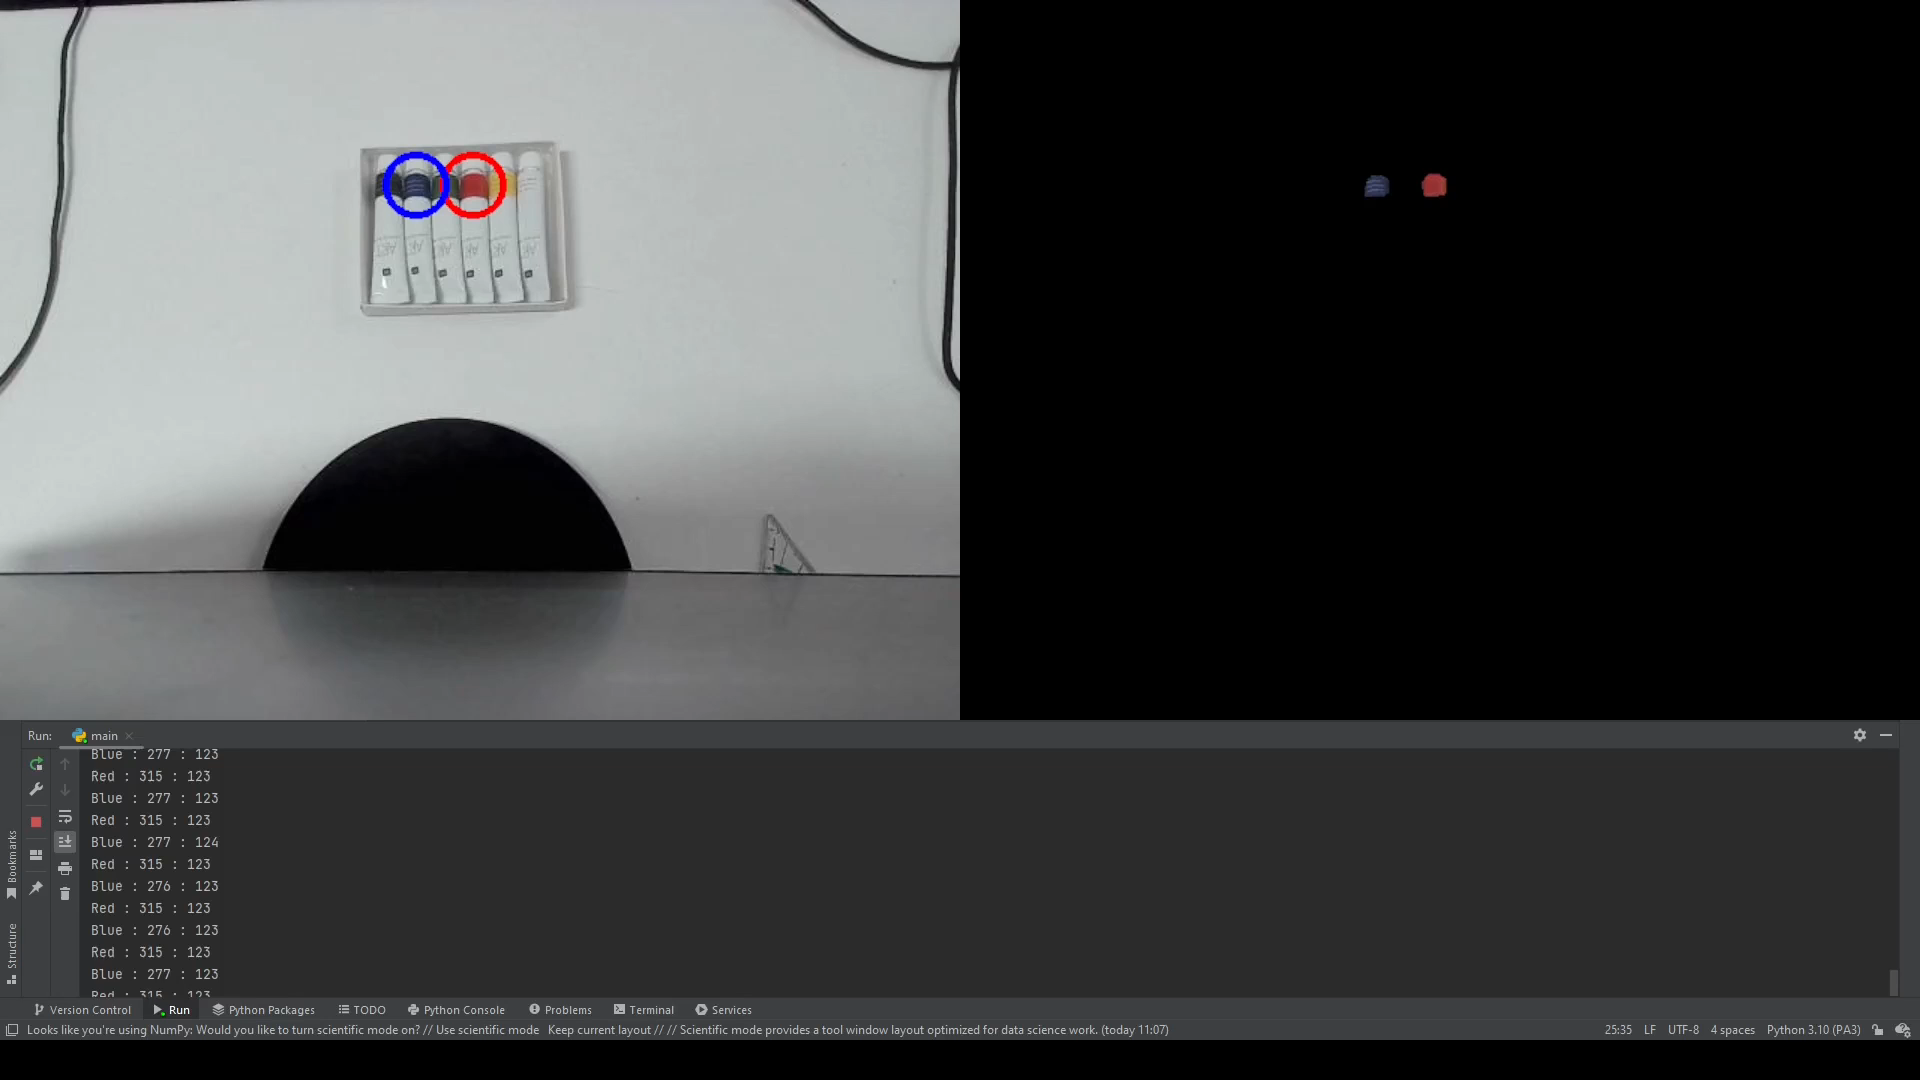 ART
Run:
main
Blue : 277 : 123
Red : 315 : 123
Blue : 277 : 123
Red : 315 : 123
Blue : 277 : 124
Red : 315 : 123
Blue : 276 : 123
Red : 315 : 123
Blue : 276 : 123
Red : 315 : 123
Blue : 277 : 123
Red : 315 : 123
Bookmarks
Structure
Version Control Run Python Packages TODO Python Console Problems Terminal Services
Looks like you're using NumPy: Would you like to turn scientific mode on? // Use scientific mode Keep current layout // // Scientific mode provides a tool window layout optimized for data science work. (today 11:07) 25:35 LF UTF-8 4 spaces Python 3.10 (PA3)